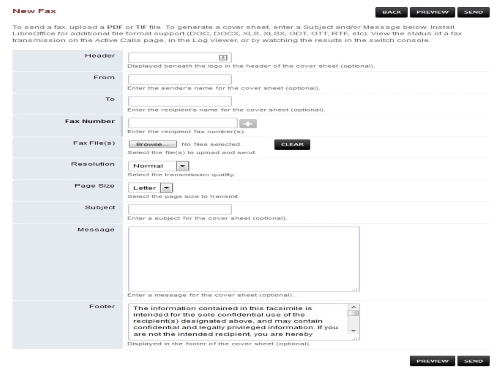 New Fax
BACK PREVIEW SEND
To send a fax, upload a PDF or TIF file. To generate a cover sheet, enter a Subject and/or Message below. Install
LibreOffice for additional file format support (DOC, DOCX, XLS, XLSX, ODT, OTT, RTF, etc). View the status of a fax
transmission on the Active Calls page, in the Log Viewer, or by watching the results in the switch console.
Header
Displayed beneath the logo in the header of the cover sheet (optional).
From
Enter the sender's name for the cover sheet (optional).
To
Enter the recipient's name for the cover sheet (optional).
Fax Number
Enter the recipient fax number(s).
Fax File(s) Browse... No files selected. CLEAR
Select the file(s) to upload and send.
Resolution Normal
Select the transmission quality.
Page Size Letter
Select the page size to transmit.
Subject
Enter a subject for the cover sheet (optional).
Message
Enter a message for the cover sheet (optional).
Footer The information contained in this facsimile is
intended for the sole confidential use of the
recipient(s) designated above, and may contain
confidential and legally privileged information. If you
are not the intended recipient, you are hereby
Displayed in the footer of the cover sheet (optional).
PREVIEW SEND